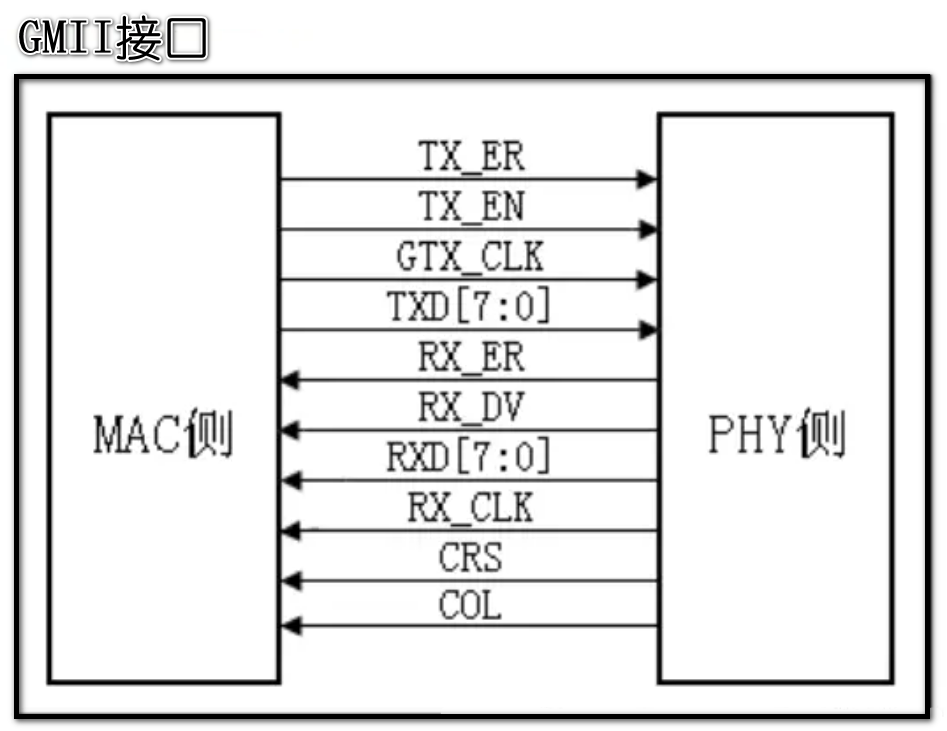 GMII接口
TX_ER
TX_EN
GTX_CLK
TXD[7:0]
RX_ER
RX_DV
MAC侧
PHY侧
RXD[7:0]
RX_CLK
CRS
COL